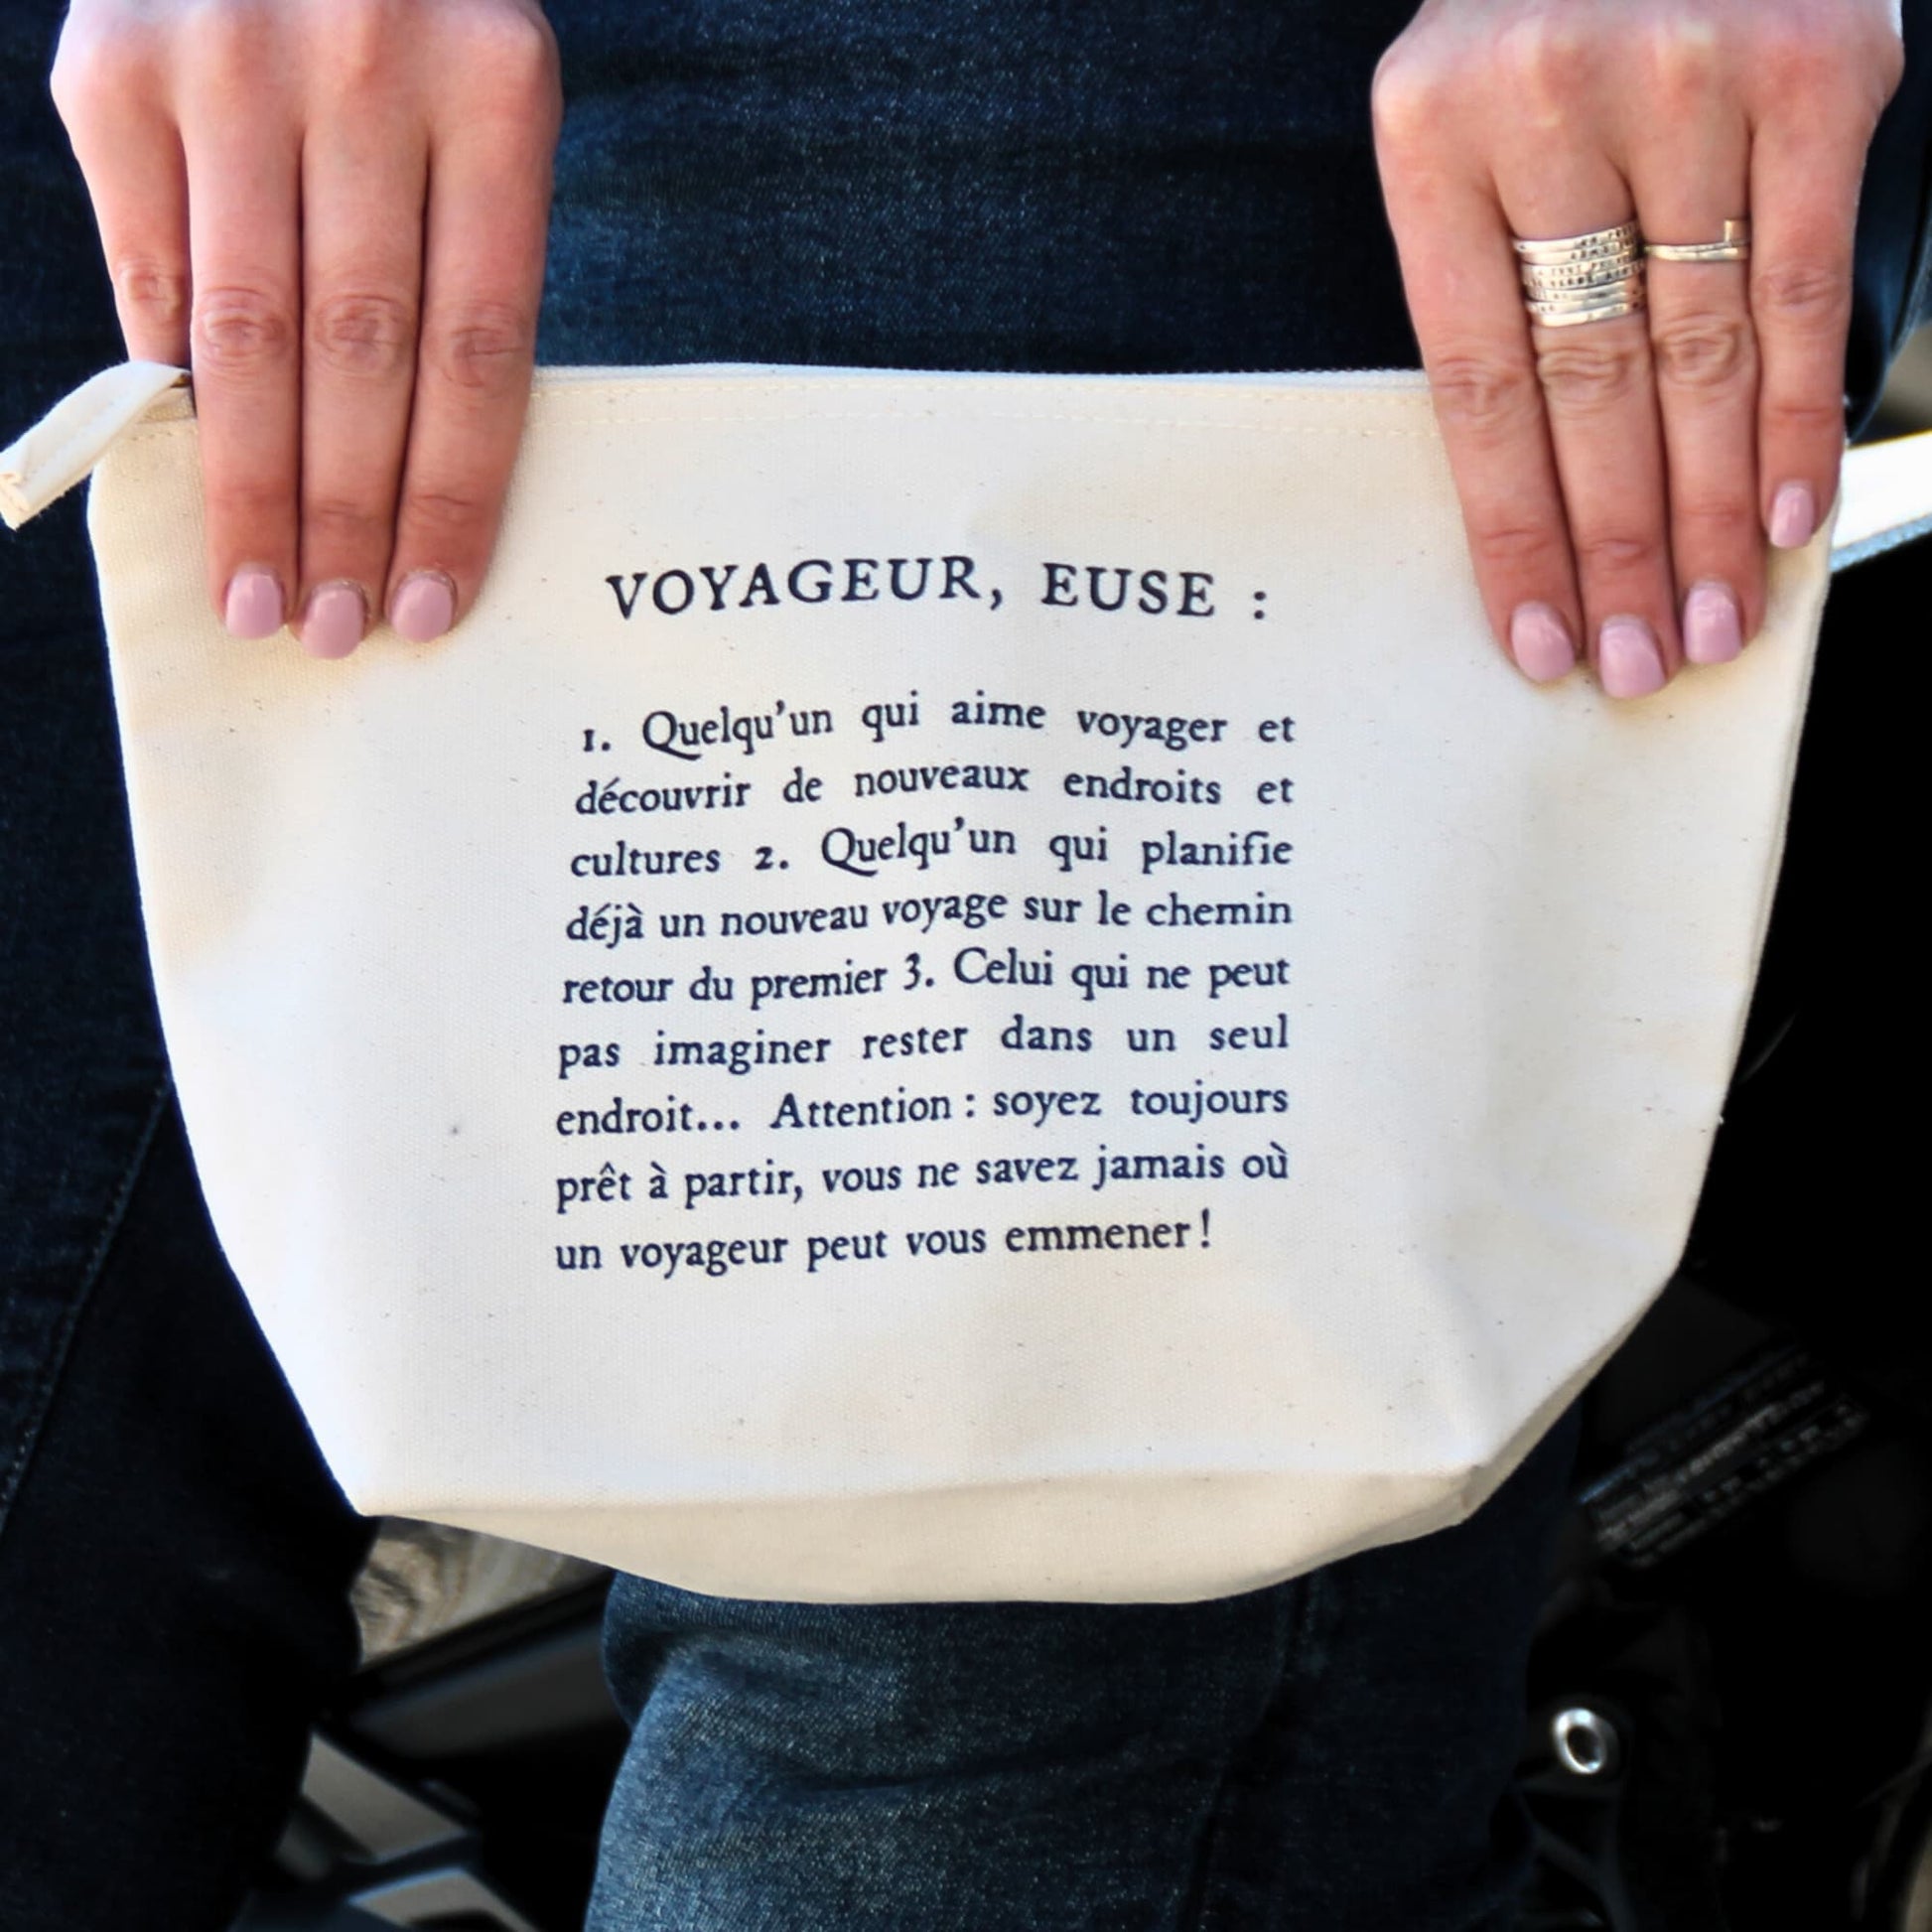 VOYAGEUR, EUSE :
1. Quelqu'un qui aime voyager et
découvrir de nouveaux endroits et
cultures 2. Quelqu'un qui planifie
déjà un nouveau voyage sur le chemin
retour du premier 3. Celui qui ne peut
pas imaginer rester dans un seul
endroit... Attention : soyez toujours
prêt à partir, vous ne savez jamais où
un voyageur peut vous emmener !